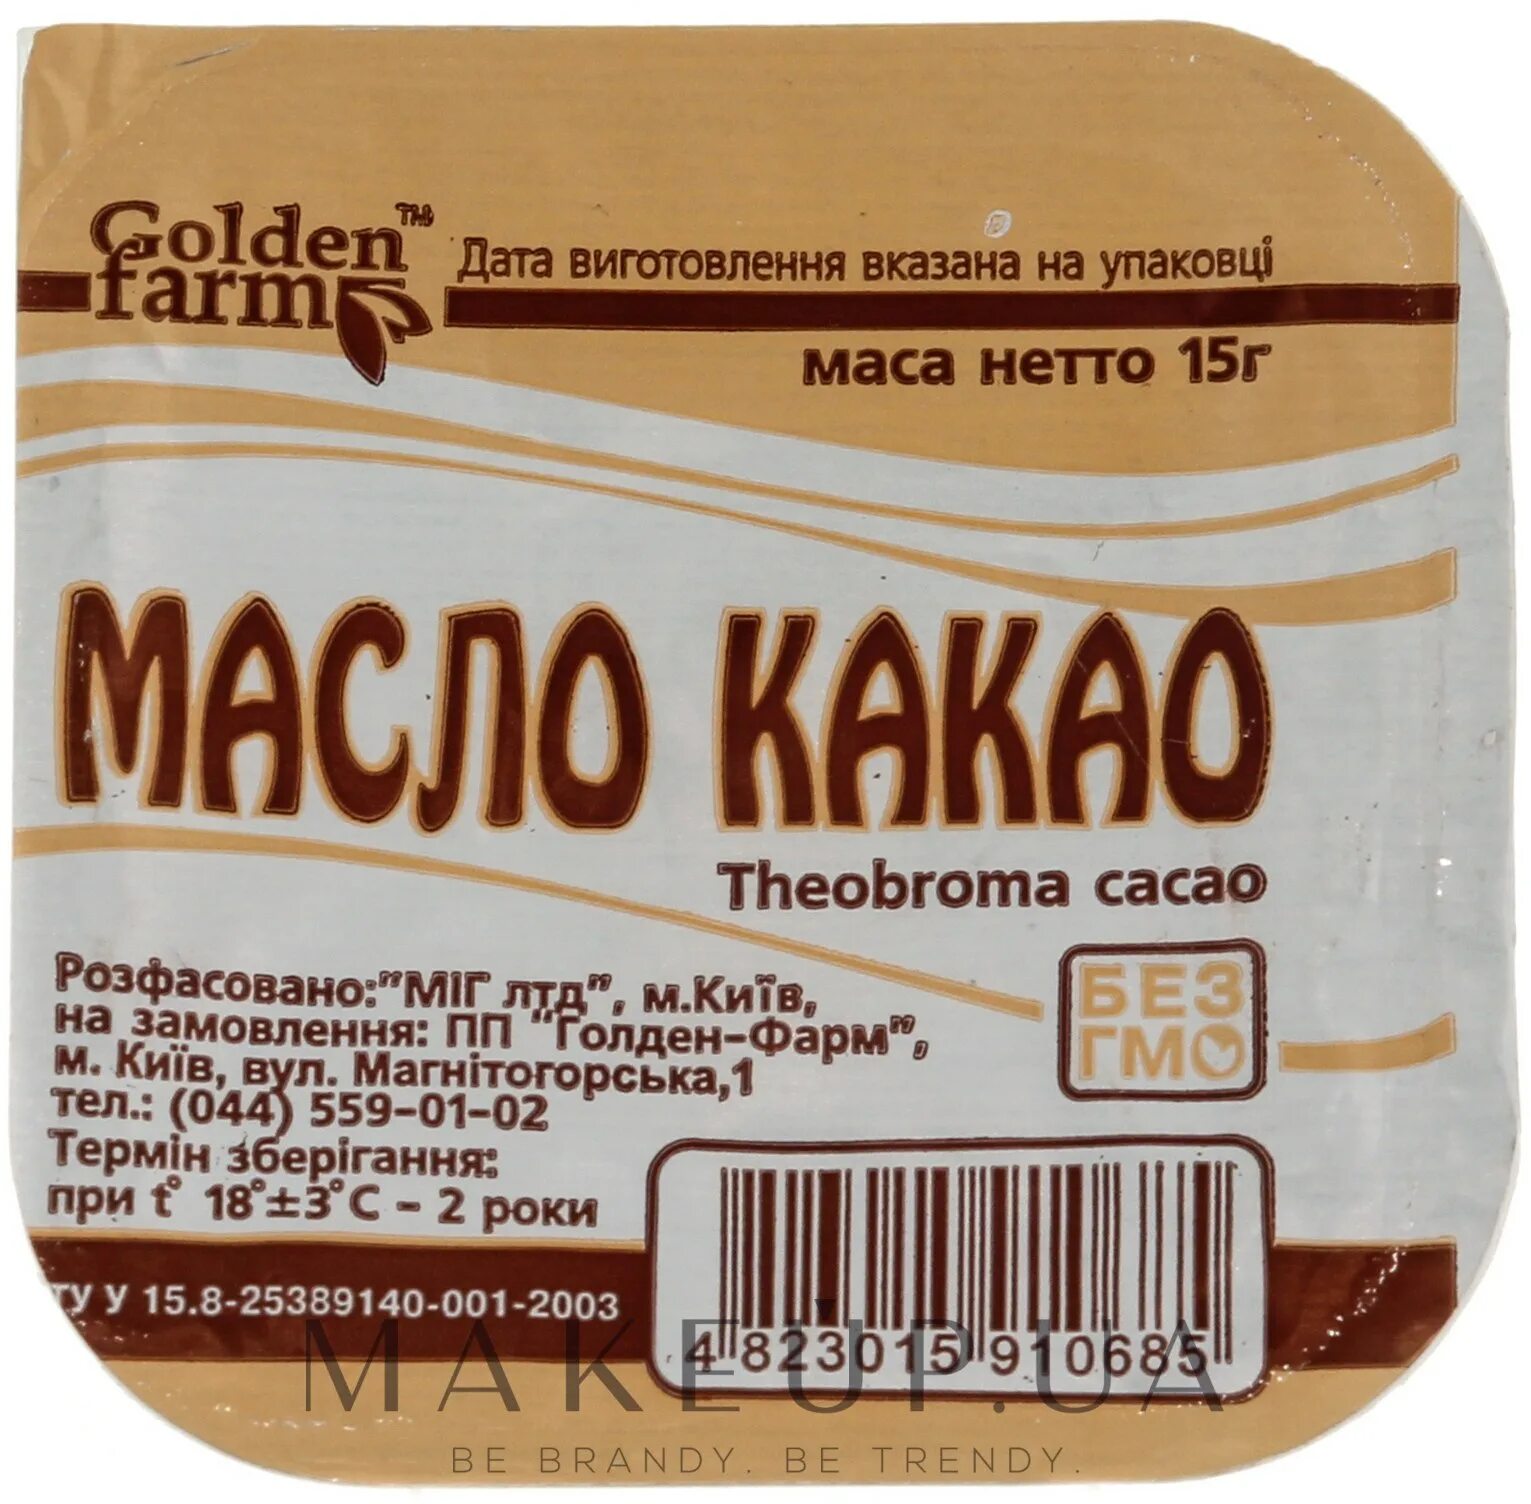 Golden™
farm
Дата виготовлення вказана на упаковці
маса нетто 15г
МАСЛО КАКАО
Theobroma cacao
Розфасовано:"МІГ лтд", м.Київ,
на замовлення: ПП "Голден-Фарм",
м. Київ, вул. Магнітогорська,1
тел.: (044) 559-01-02
Термін зберігання:
при t° 18°±3°С - 2 роки
БЕЗ
ГМО
ТУ У 15.8-25389140-001-2003
4 823015 910685
MAKEUP.UA
BE BRANDY. BE TRENDY.